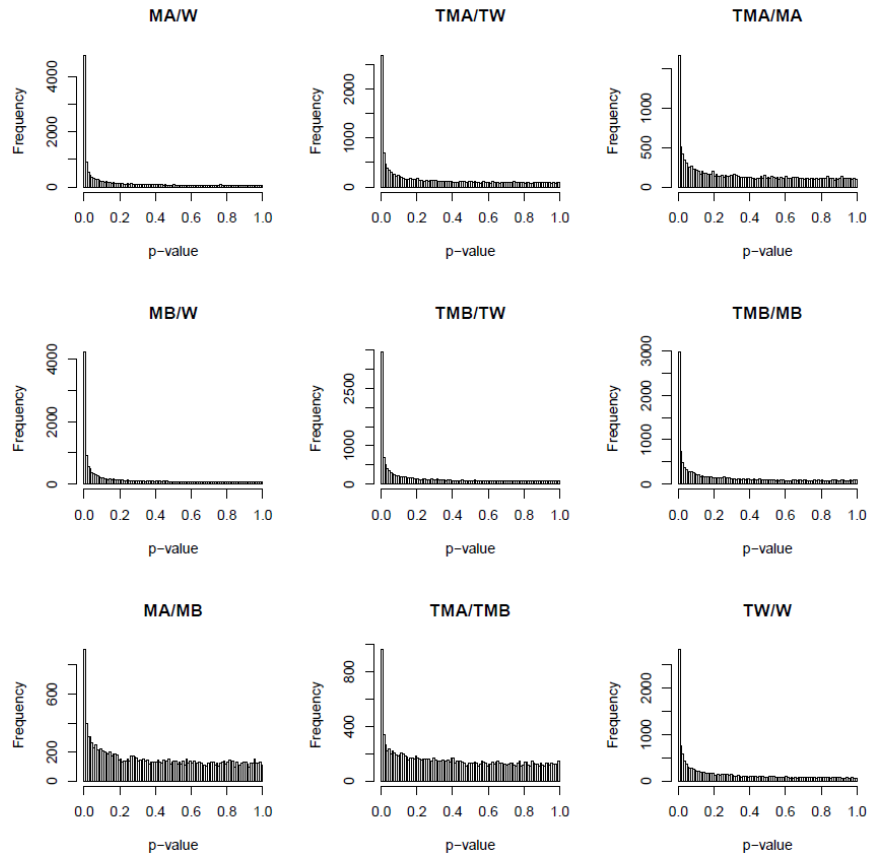 MA/W TMA/TW TMA/MA
Frequency
0 2000 4000
0.0 0.2 0.4 0.6 0.8 1.0
p-value
Frequency
0 1000 2000
0.0 0.2 0.4 0.6 0.8 1.0
p-value
Frequency
0 500 1000
0.0 0.2 0.4 0.6 0.8 1.0
p-value
MB/W TMB/TW TMB/MB
Frequency
0 2000 4000
0.0 0.2 0.4 0.6 0.8 1.0
p-value
Frequency
0 1000 2500
0.0 0.2 0.4 0.6 0.8 1.0
p-value
Frequency
0 1000 2000 3000
0.0 0.2 0.4 0.6 0.8 1.0
p-value
MA/MB TMA/TMB TW/W
Frequency
0 200 600
0.0 0.2 0.4 0.6 0.8 1.0
p-value
Frequency
0 400 800
0.0 0.2 0.4 0.6 0.8 1.0
p-value
Frequency
0 1000 2000
0.0 0.2 0.4 0.6 0.8 1.0
p-value